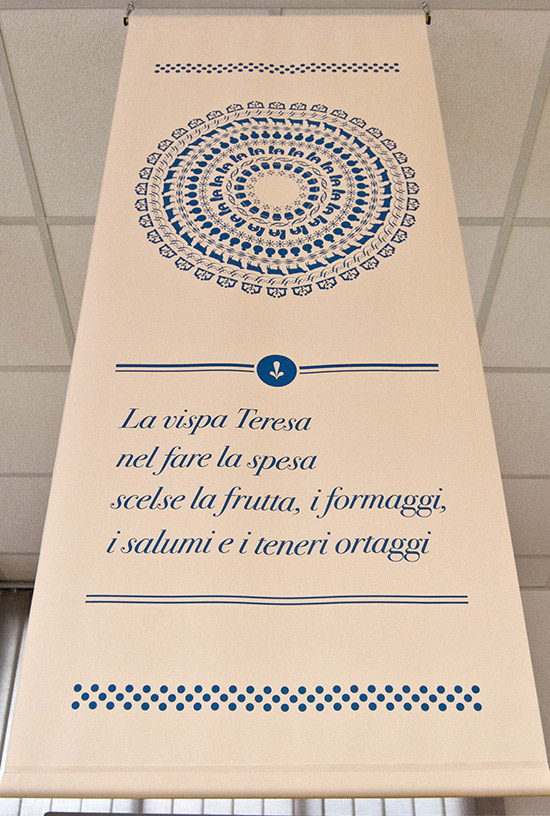 La vispa Teresa
nel fare la spesa
scelse la frutta, i formaggi,
i salumi e i teneri ortaggi